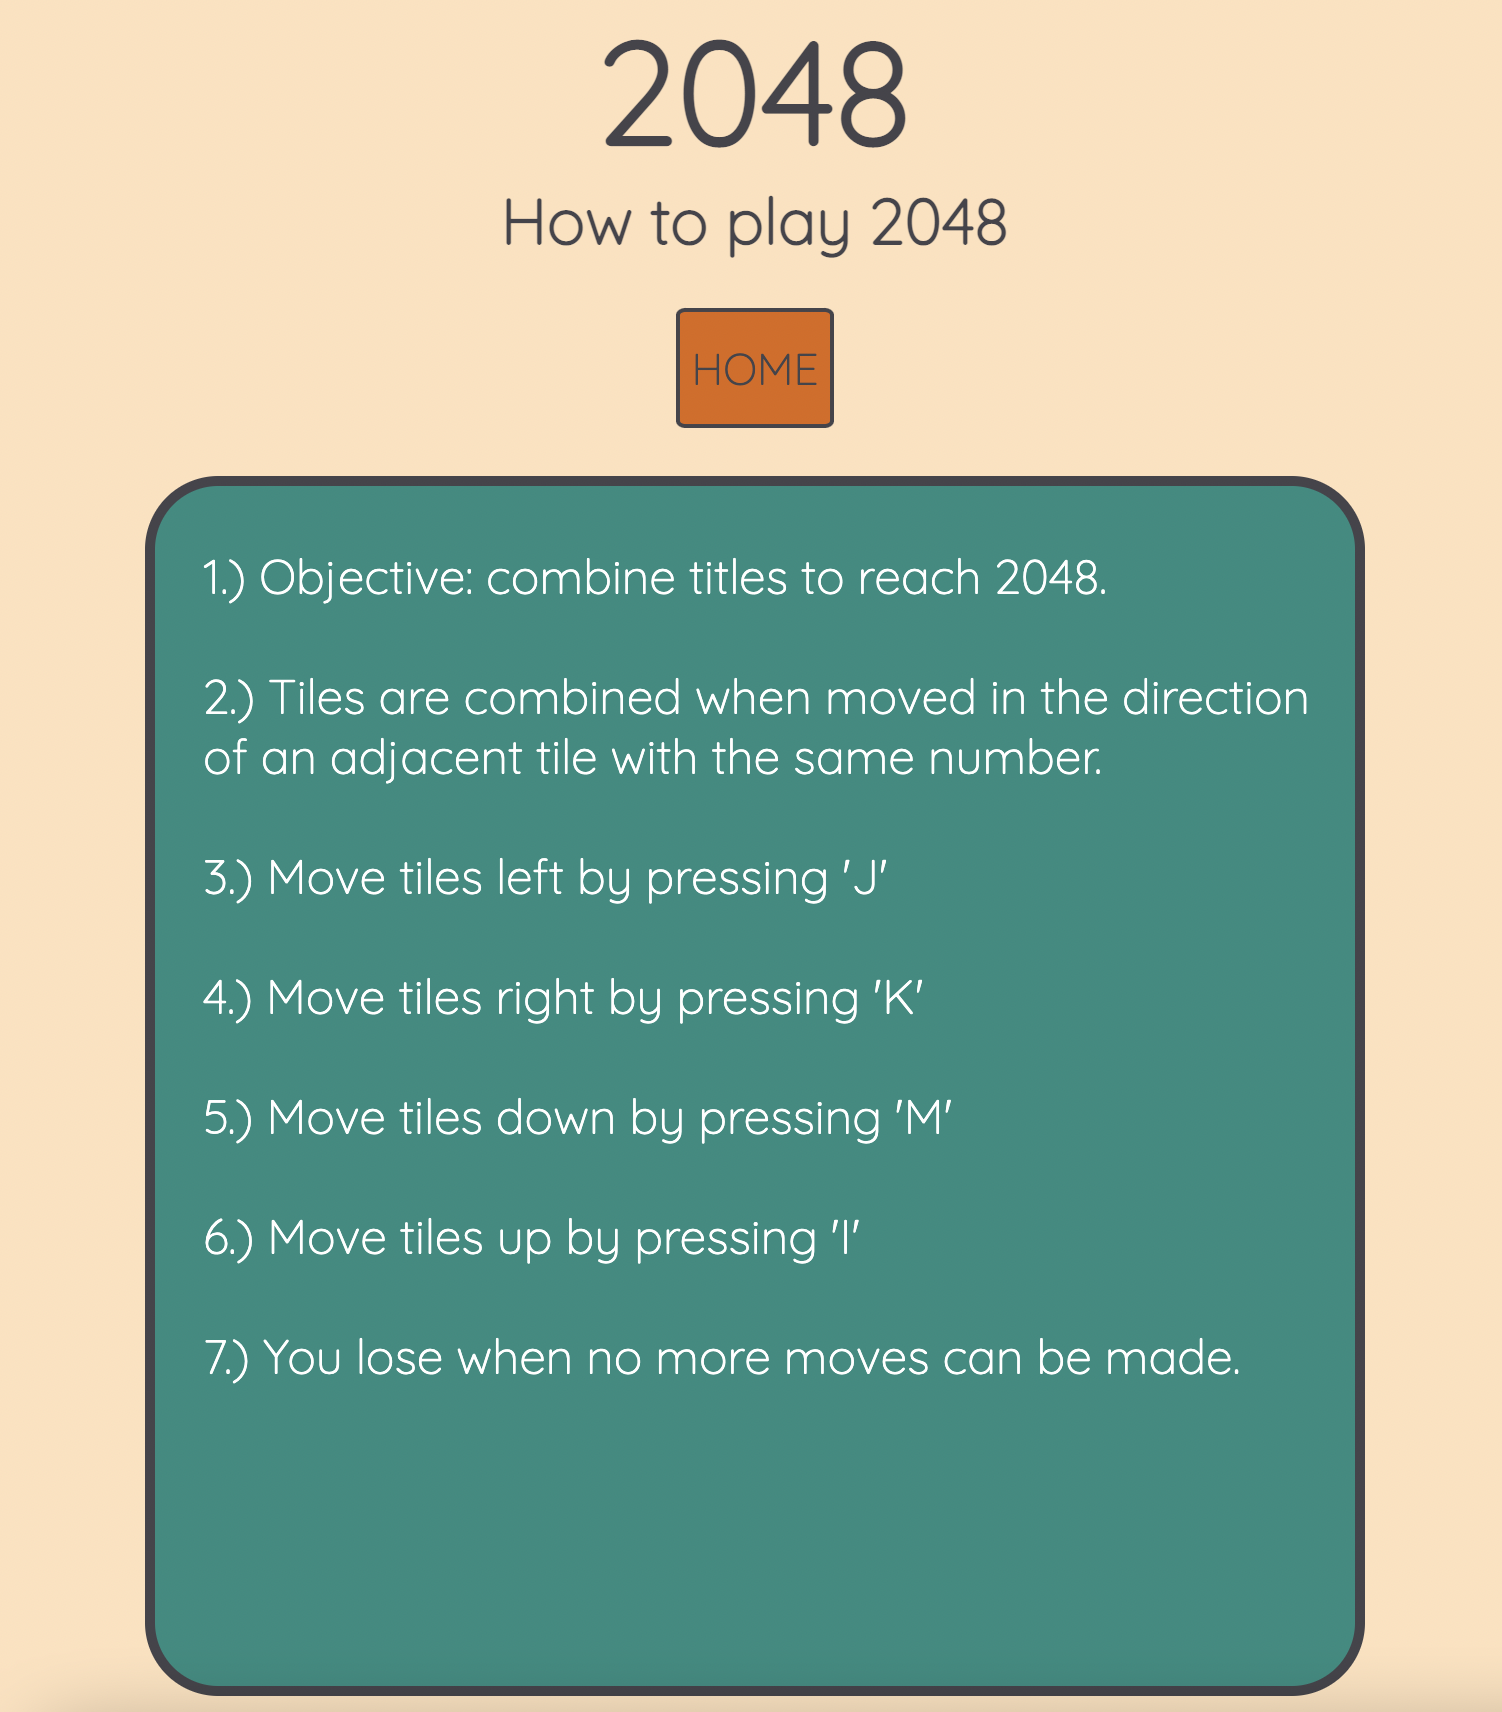 2048
How to play 2048
HOME
1.) Objective: combine titles to reach 2048.
2.) Tiles are combined when moved in the direction
of an adjacent tile with the same number.
3.) Move tiles left by pressing 'J'
4.) Move tiles right by pressing 'K'
5.) Move tiles down by pressing 'M'
6.) Move tiles up by pressing 'I'
7.) You lose when no more moves can be made.